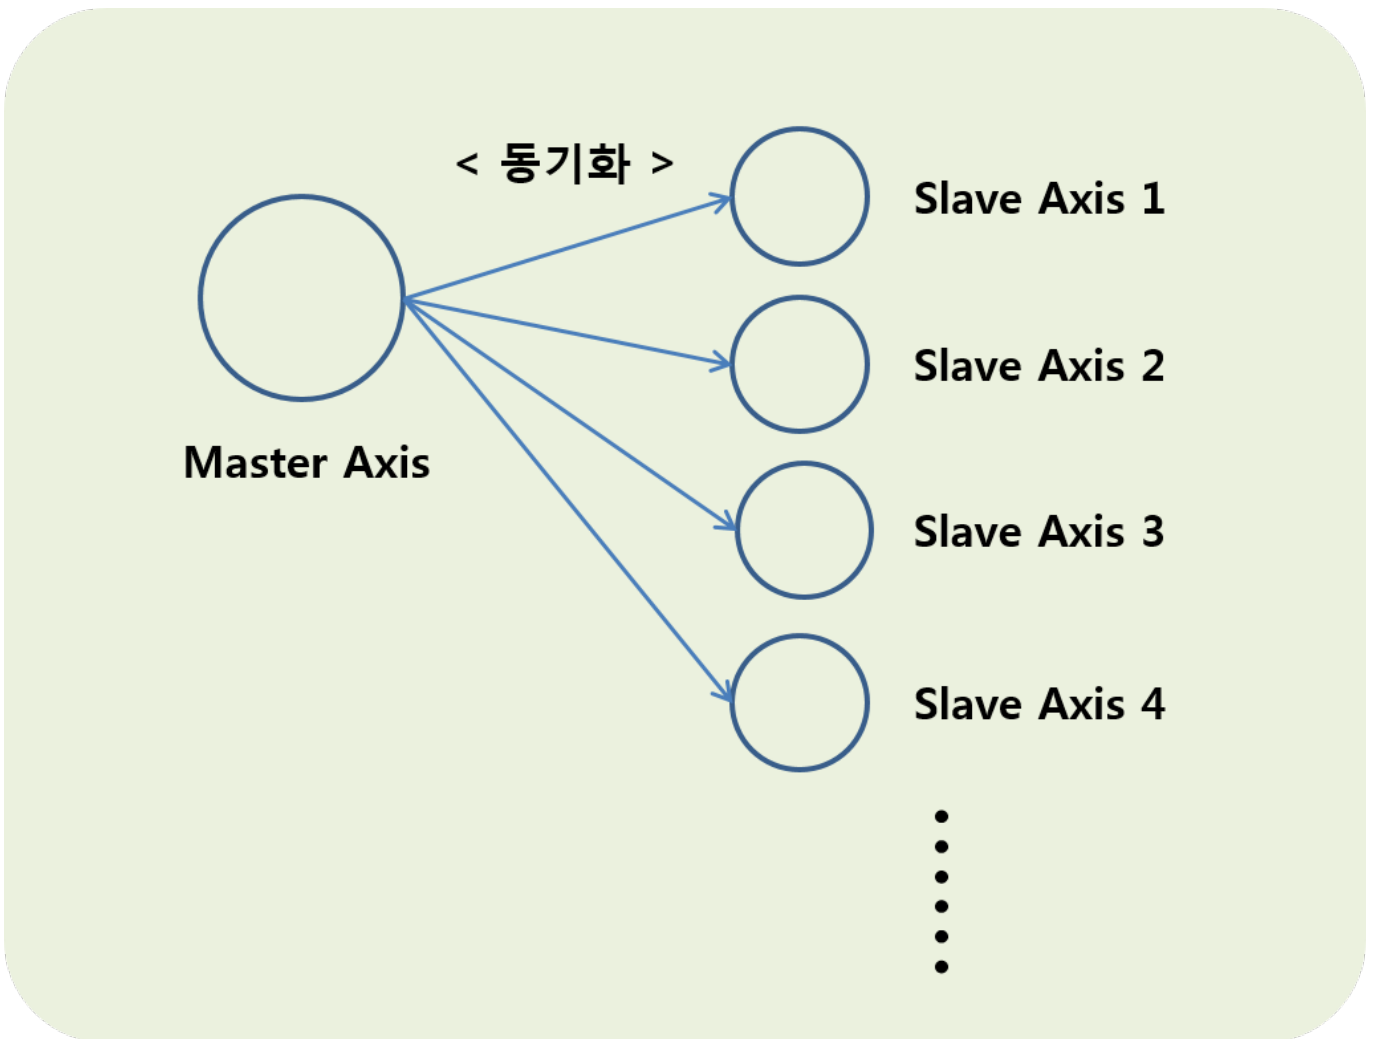 < 동기화 >
Slave Axis 1
Slave Axis 2
Master Axis
Slave Axis 3
Slave Axis 4